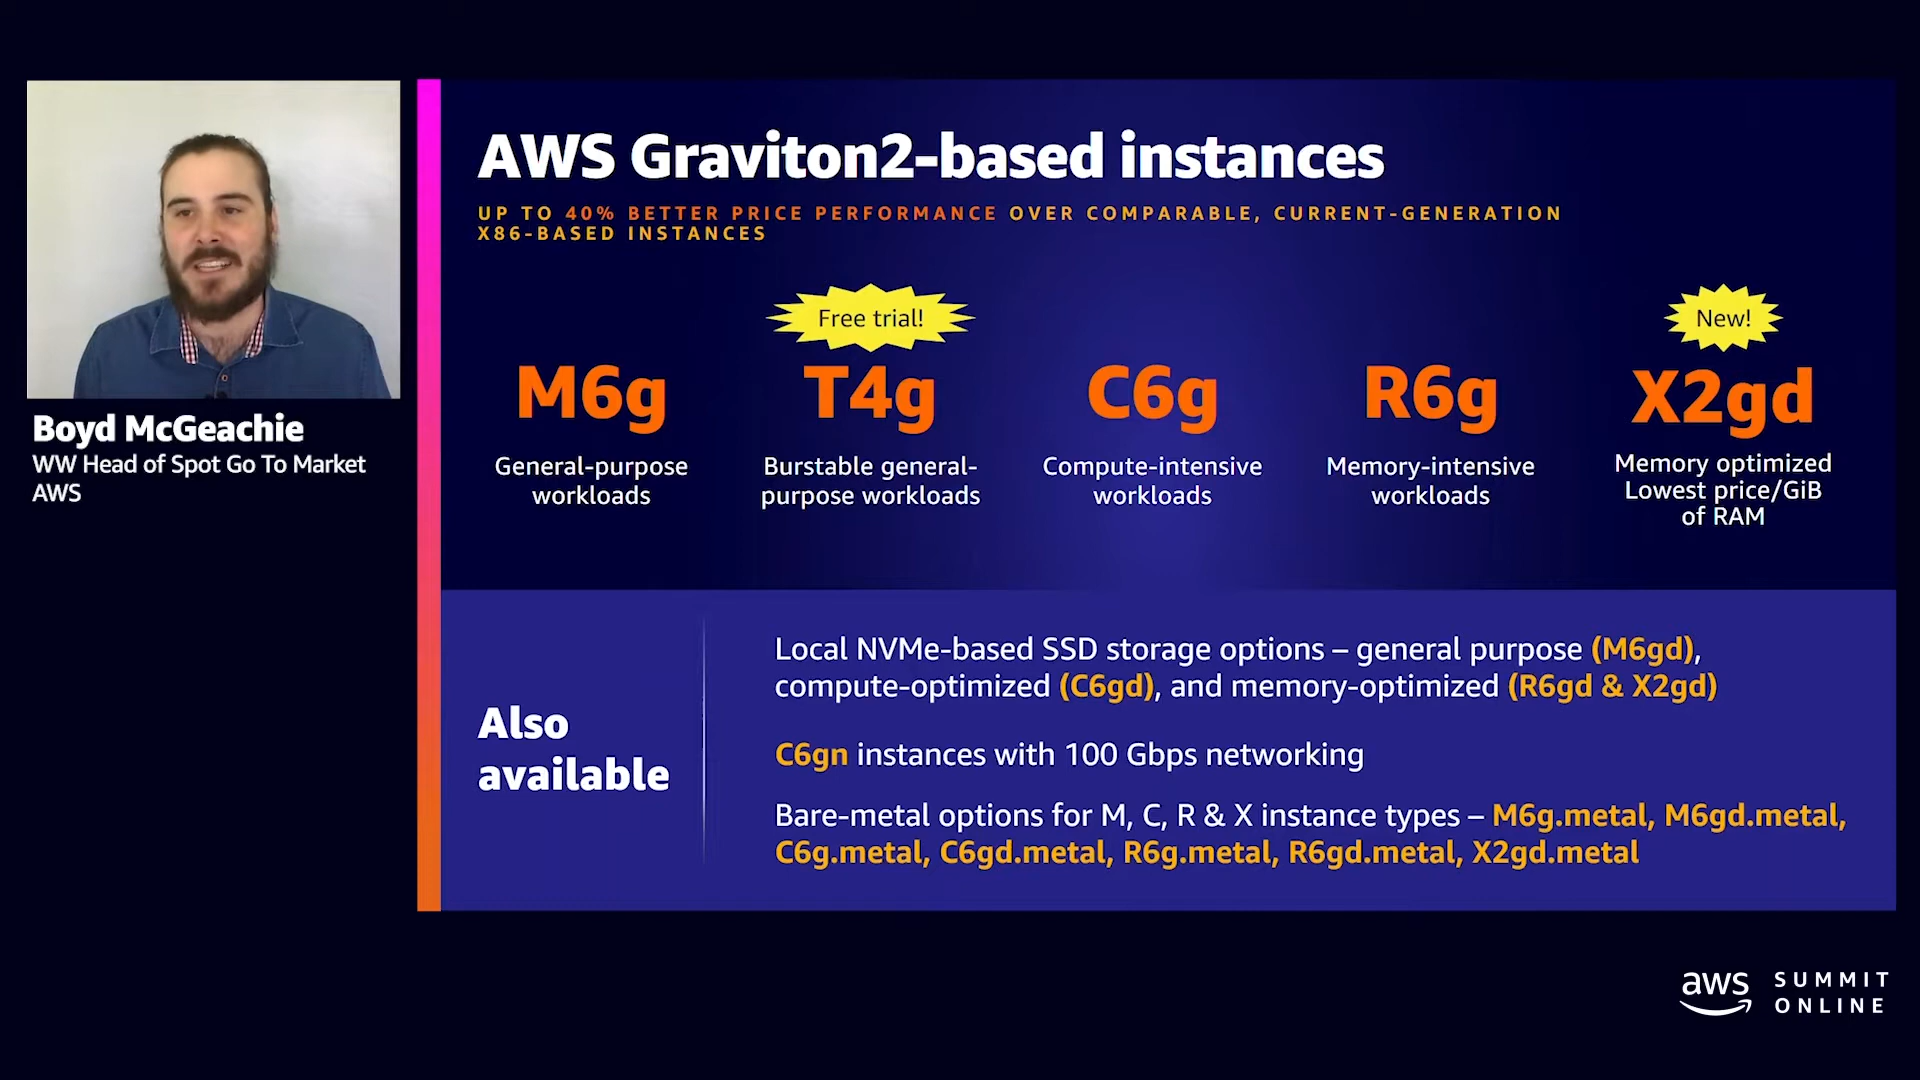 Boyd McGeachie
WW Head of Spot Go To Market
AWS
AWS Graviton2-based instances
UP TO 40% BETTER PRICE PERFORMANCE OVER COMPARABLE, CURRENT-GENERATION
X86-BASED INSTANCES
M6g
General-purpose
workloads
Free trial!
T4g
Burstable general-
purpose workloads
C6g
Compute-intensive
workloads
R6g
Memory-intensive
workloads
New!
X2gd
Memory optimized
Lowest price/GiB
of RAM
Also
available
Local NVMe-based SSD storage options – general purpose (M6gd),
compute-optimized (C6gd), and memory-optimized (R6gd & X2gd)
C6gn instances with 100 Gbps networking
Bare-metal options for M, C, R & X instance types – M6g.metal, M6gd.metal,
C6g.metal, C6gd.metal, R6g.metal, R6gd.metal, X2gd.metal
aws
SUMMIT
ONLINE